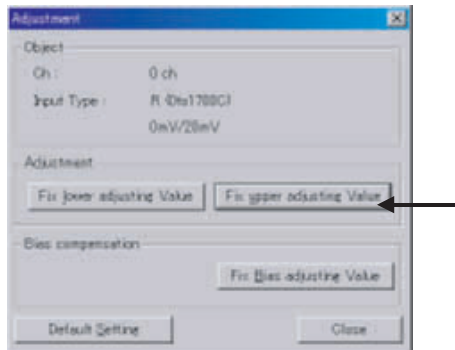 Adjustment
Object
Ch :
0 ch
Input Type :
R (0to1700C)
0mV/20mV
Adjustment
Fix lower adjusting Value
Fix upper adjusting Value
Bias compensation
Fix Bias adjusting Value
Default Setting
Close